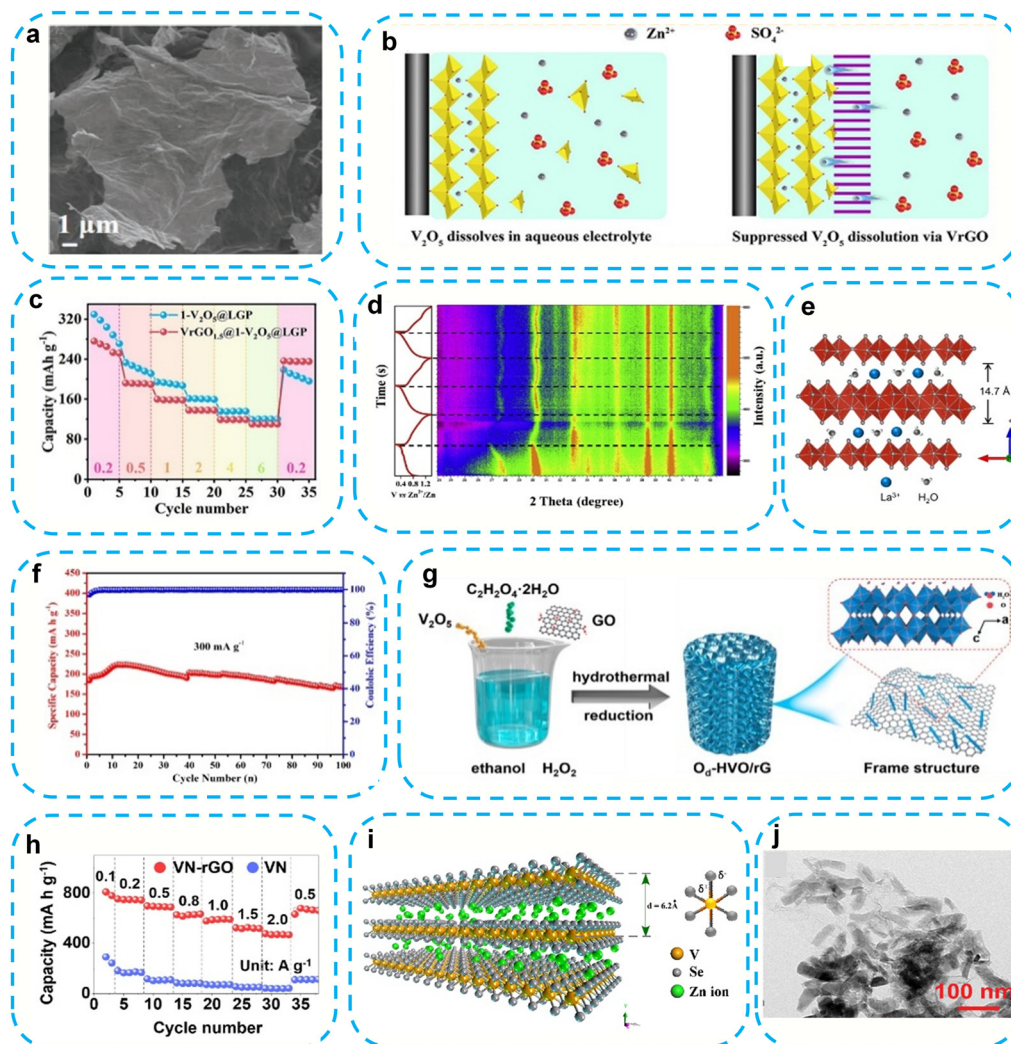 a
1 μm
b
Zn²⁺
SO₄²⁻
V₂O₅ dissolves in aqueous electrolyte
Suppressed V₂O₅ dissolution via VrGO
c
Capacity (mAh g⁻¹)
320
240
160
80
1-V₂O₅@LGP
VrGO₁.₅@1-V₂O₅@LGP
0.2 0.5 1 2 4 6 0.2
0 5 10 15 20 25 30 35
Cycle number
d
Time (s)
0.4 0.8 1.2
V vs Zn²⁺/Zn
2 Theta (degree)
Intensity (a.u.)
e
14.7 Å
La³⁺
H₂O
f
Specific Capacity (mA h g⁻¹)
450
400
350
300
250
200
150
100
50
0
300 mA g⁻¹
100
80
60
40
20
0
Coulobic Effciency (%)
0 10 20 30 40 50 60 70 80 90 100
Cycle Number (n)
g
C₂H₂O₄·2H₂O
V₂O₅
GO
hydrothermal
reduction
ethanol H₂O₂
O_d-HVO/rG
H₂O
O
a
c
Frame structure
h
Capacity (mA h g⁻¹)
800
400
0
VN-rGO
VN
0.1 0.2 0.5 0.8 1.0 1.5 2.0 0.5
Unit: A g⁻¹
0 5 10 15 20 25 30 35
Cycle number
i
d = 6.2Å
δ⁻
δ⁺
V
Se
Zn ion
j
100 nm